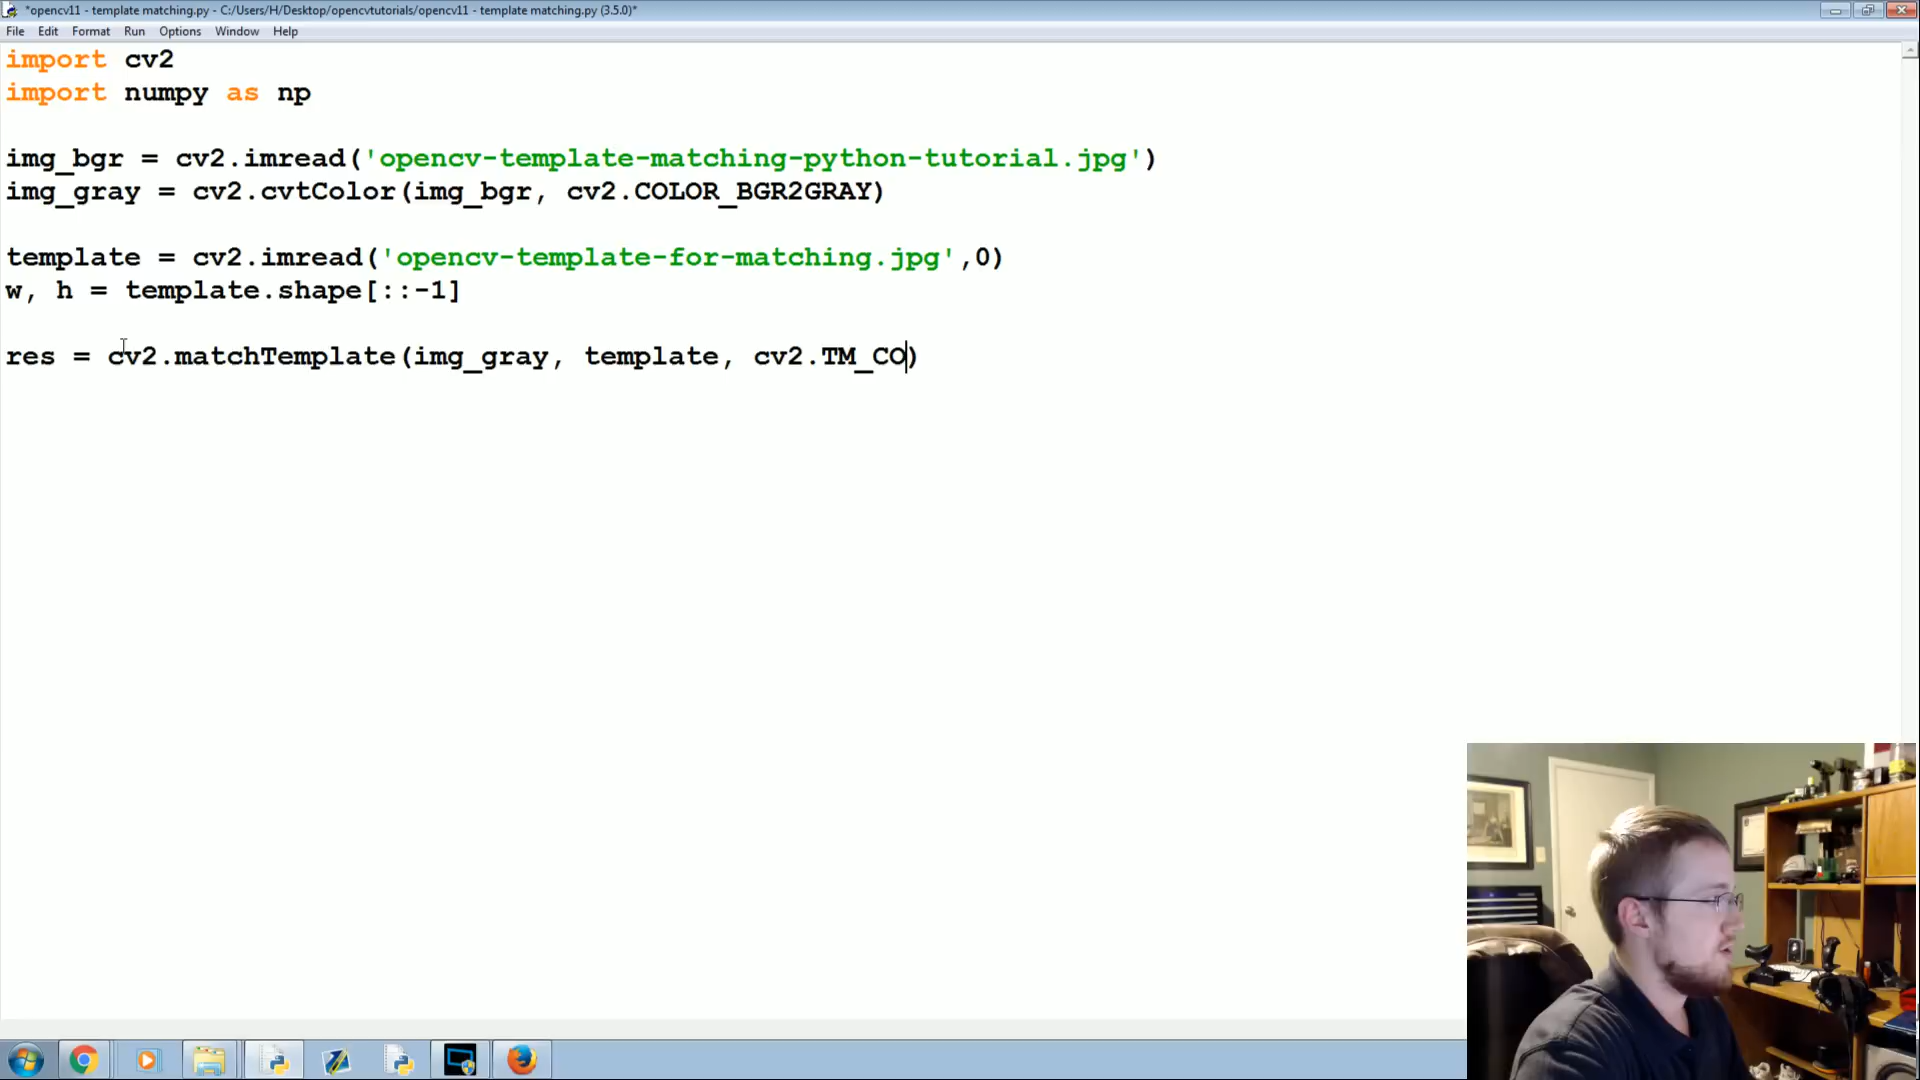 *opencv11 - template matching.py - C:/Users/H/Desktop/opencvtutorials/opencv11 - template matching.py (3.5.0)*
File Edit Format Run Options Window Help
import cv2
import numpy as np
img_bgr = cv2.imread('opencv-template-matching-python-tutorial.jpg')
img_gray = cv2.cvtColor(img_bgr, cv2.COLOR_BGR2GRAY)
template = cv2.imread('opencv-template-for-matching.jpg',0)
w, h = template.shape[::-1]
res = cv2.matchTemplate(img_gray, template, cv2.TM_CO)